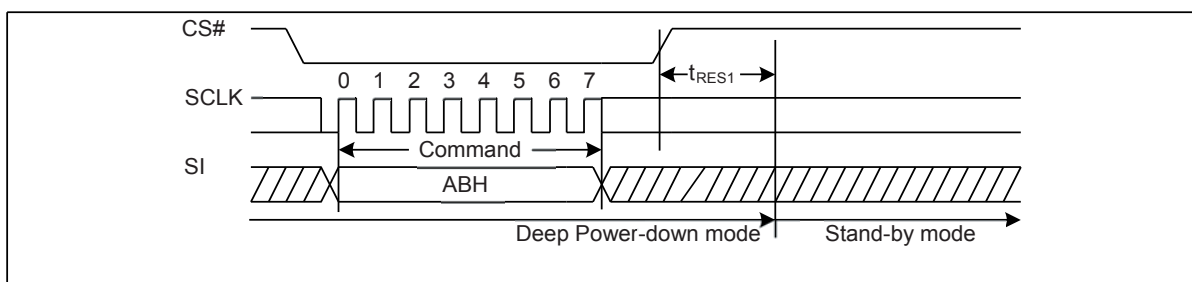 CS#
t_RES1
0 1 2 3 4 5 6 7
SCLK
Command
SI
ABH
Deep Power-down mode Stand-by mode